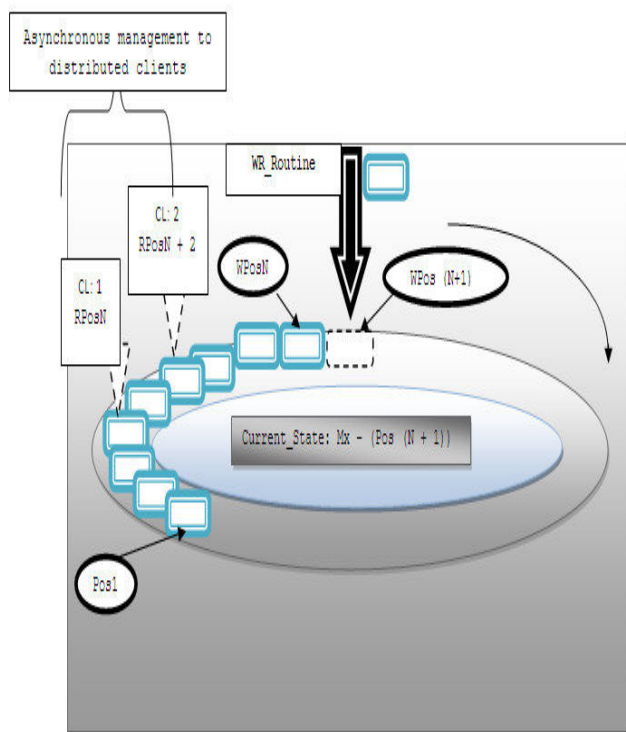 Asynchronous management to
distributed clients
WR_Routine
CL: 2
RPosN + 2
WPosN
WPos (N+1)
CL: 1
RPosN
Current_State: Mx - (Pos (N + 1))
Pos1